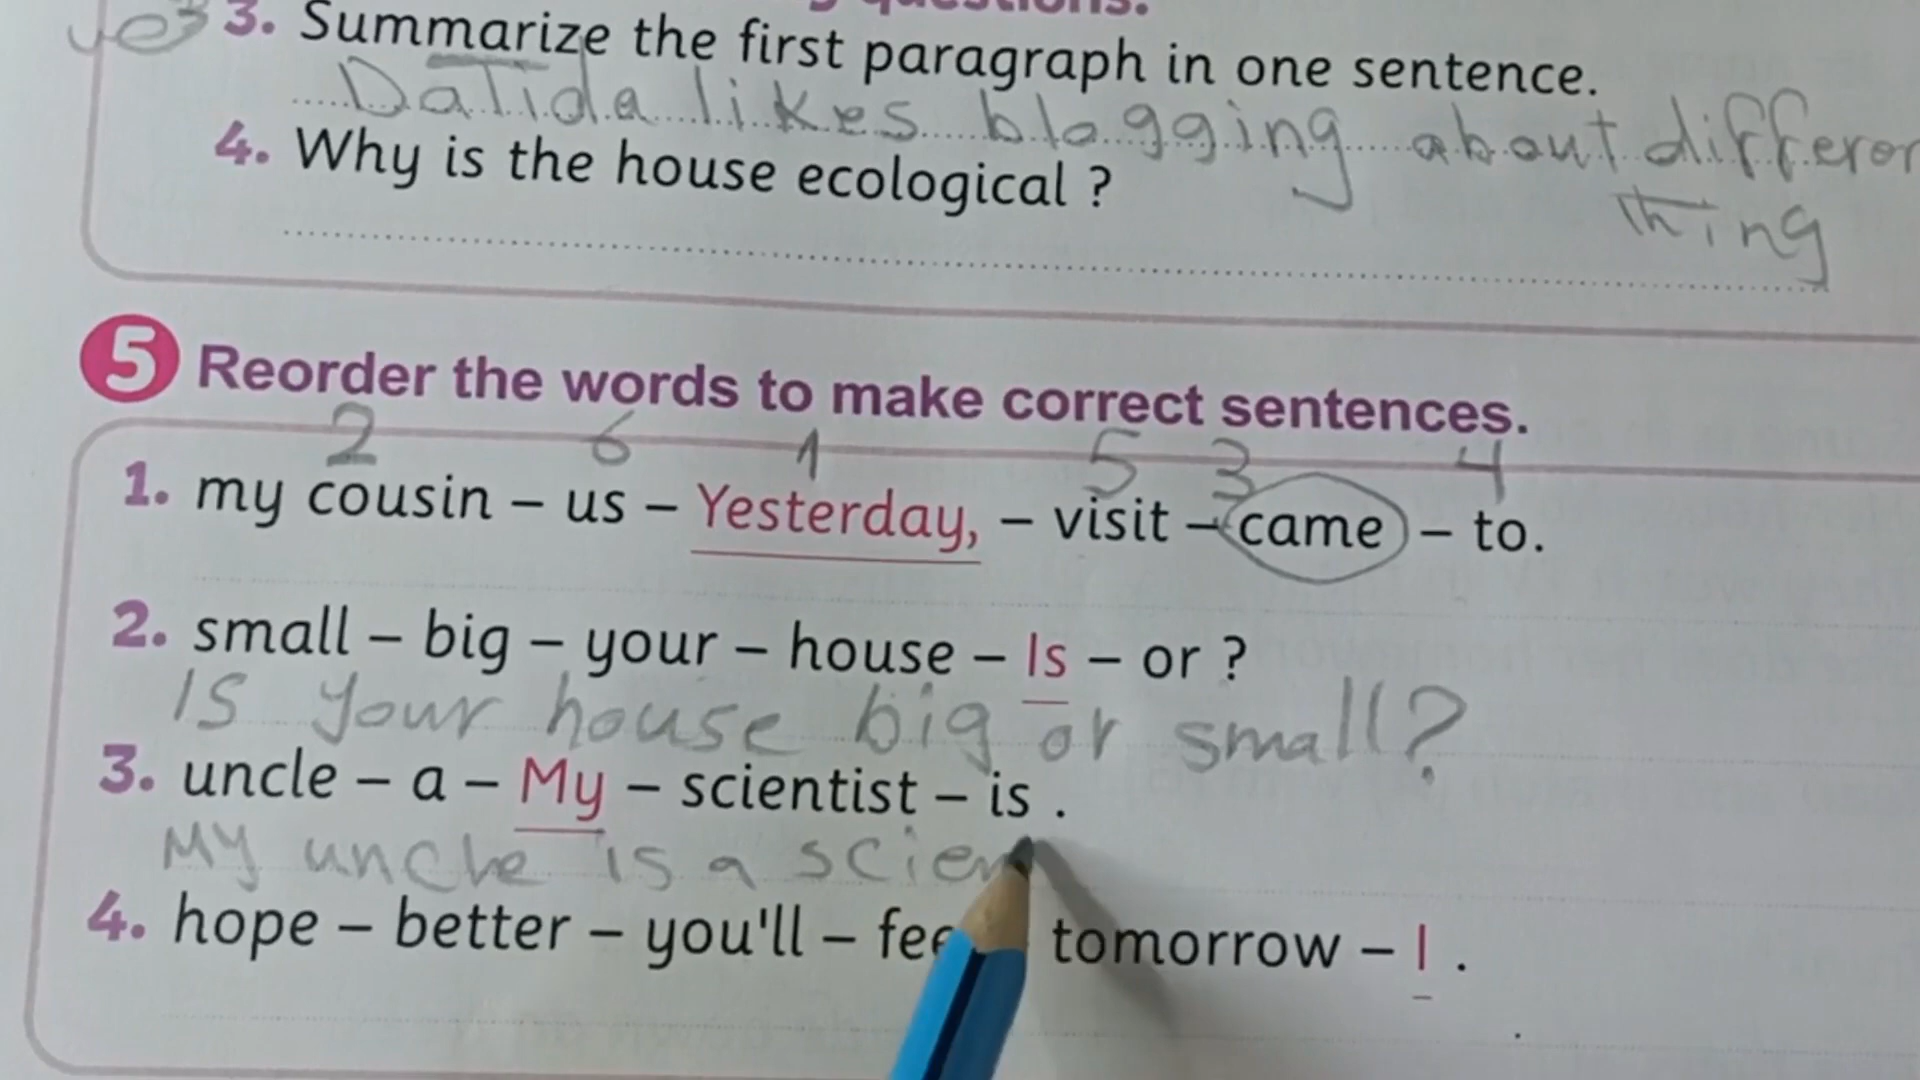 questions.
yes 3. Summarize the first paragraph in one sentence.
Dalida likes blogging about differen
thing
4. Why is the house ecological ?
5 Reorder the words to make correct sentences.
2 6 1 5 3 4
1. my cousin – us – Yesterday, – visit – came – to.
2. small – big – your – house – Is – or ?
Is your house big or small?
3. uncle – a – My – scientist – is .
My uncle is a scien
4. hope – better – you'll – fee tomorrow – I .